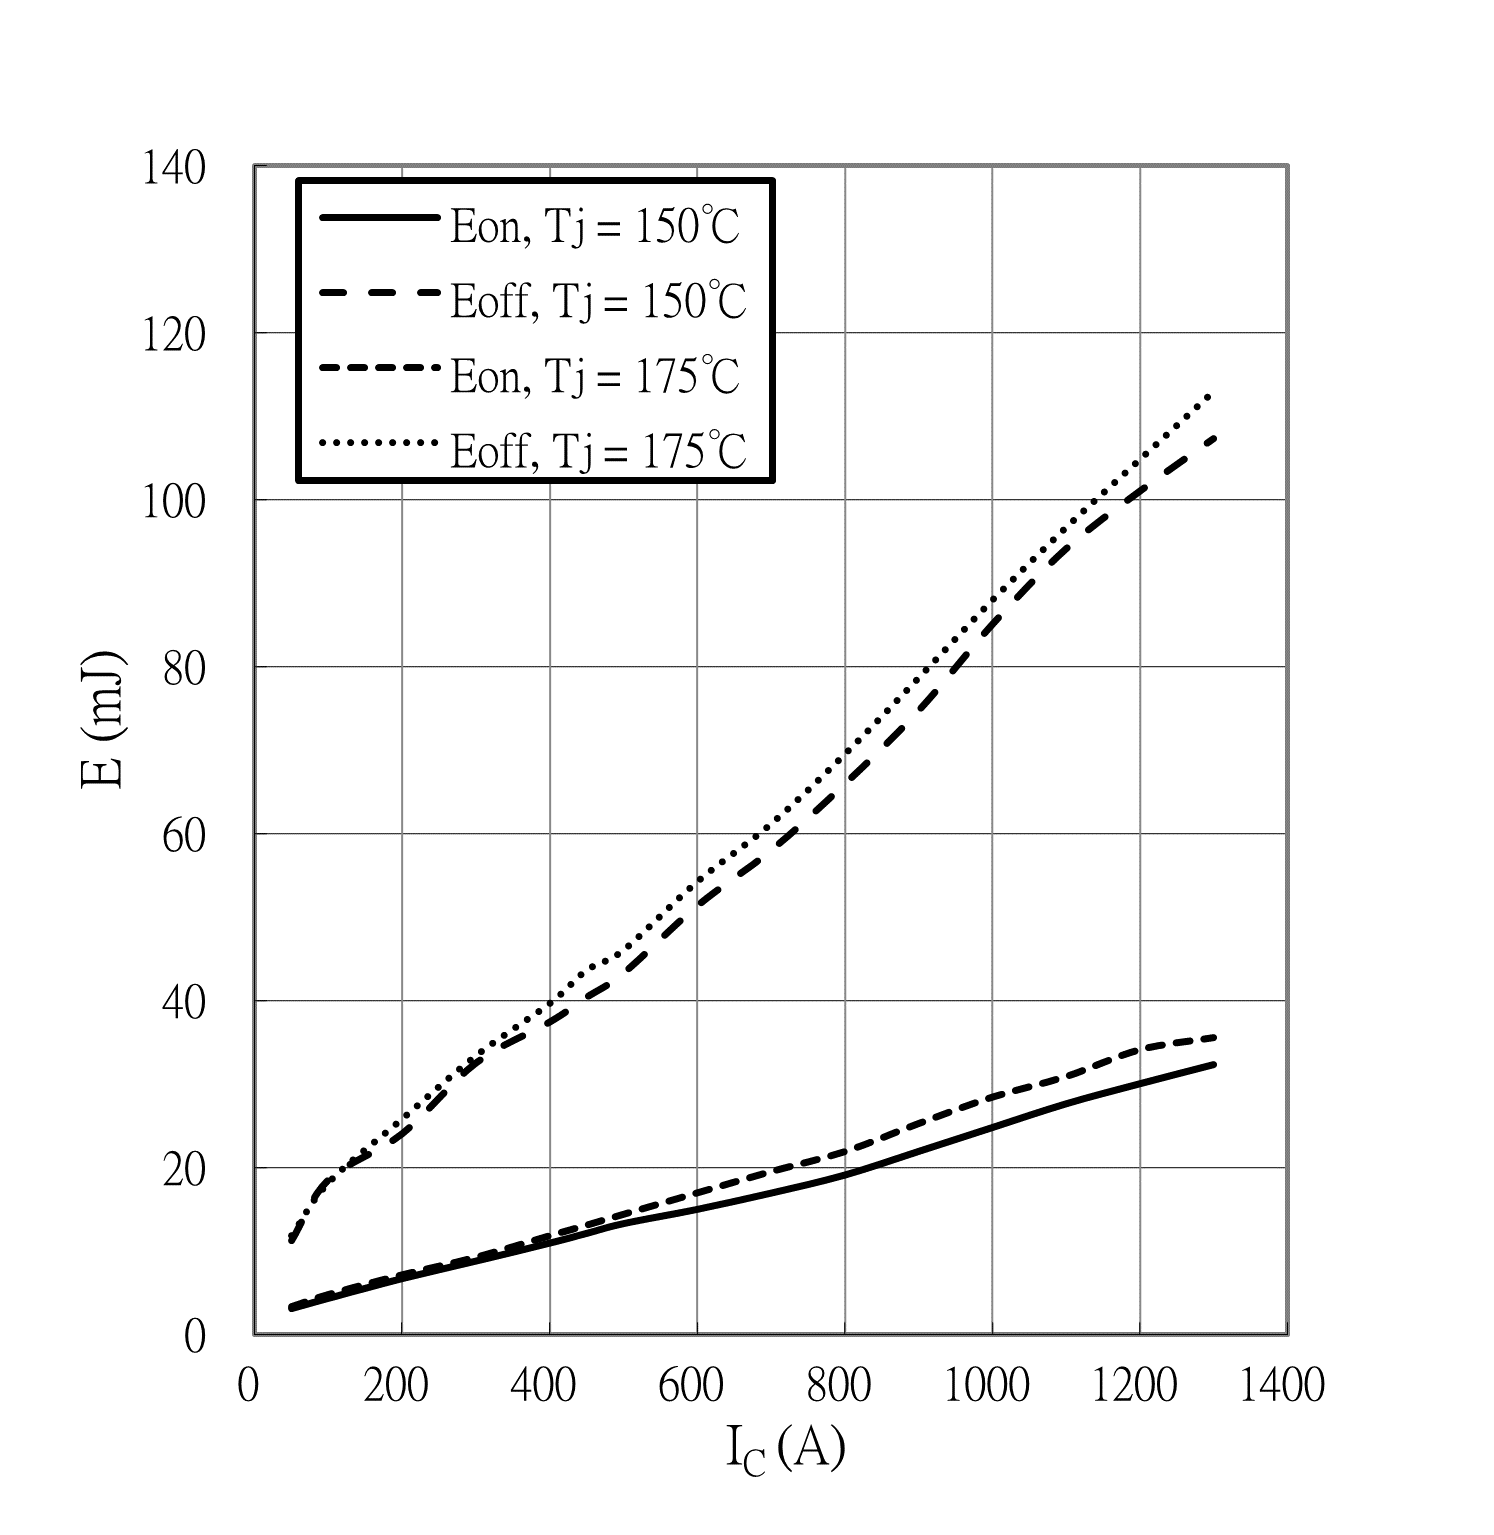 140
120
100
80
60
40
20
0
E (mJ)
Eon, Tj = 150℃
Eoff, Tj = 150℃
Eon, Tj = 175℃
Eoff, Tj = 175℃
0 200 400 600 800 1000 1200 1400
IC (A)